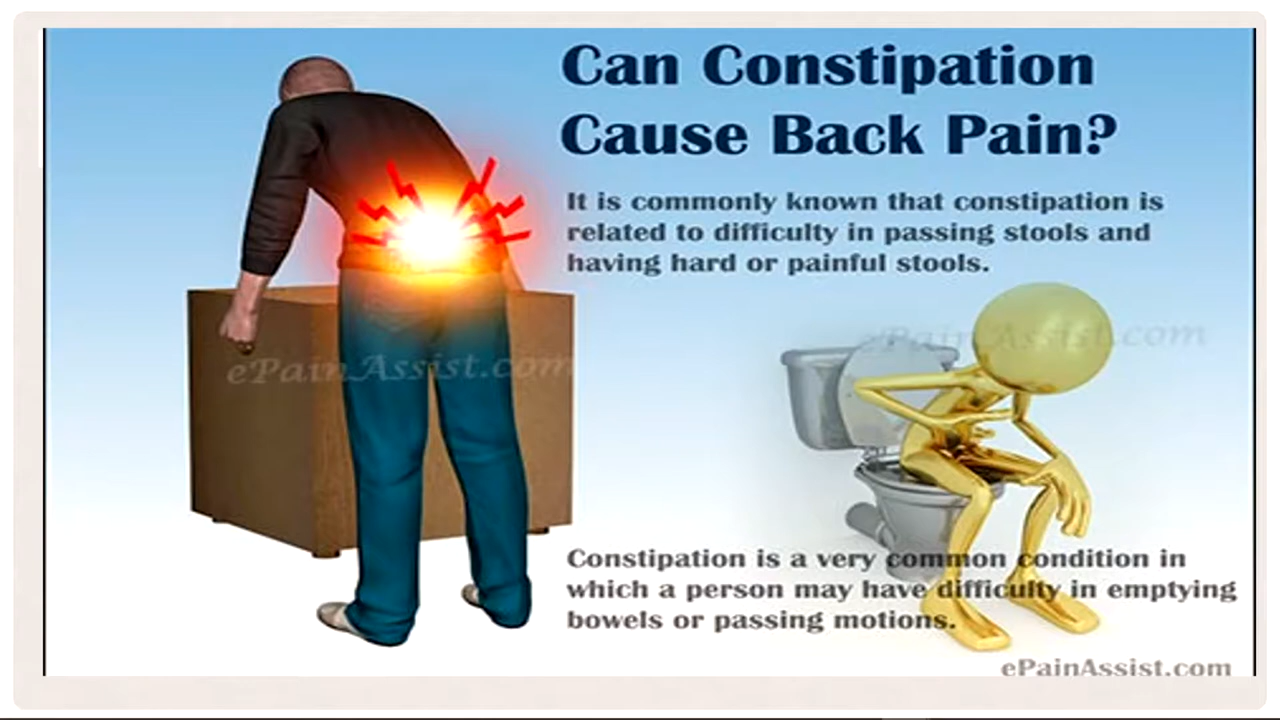 Can Constipation
Cause Back Pain?
It is commonly known that constipation is
related to difficulty in passing stools and
having hard or painful stools.
ePainAssist.com
ePainAssist.com
Constipation is a very common condition in
which a person may have difficulty in emptying
bowels or passing motions.
ePainAssist.com